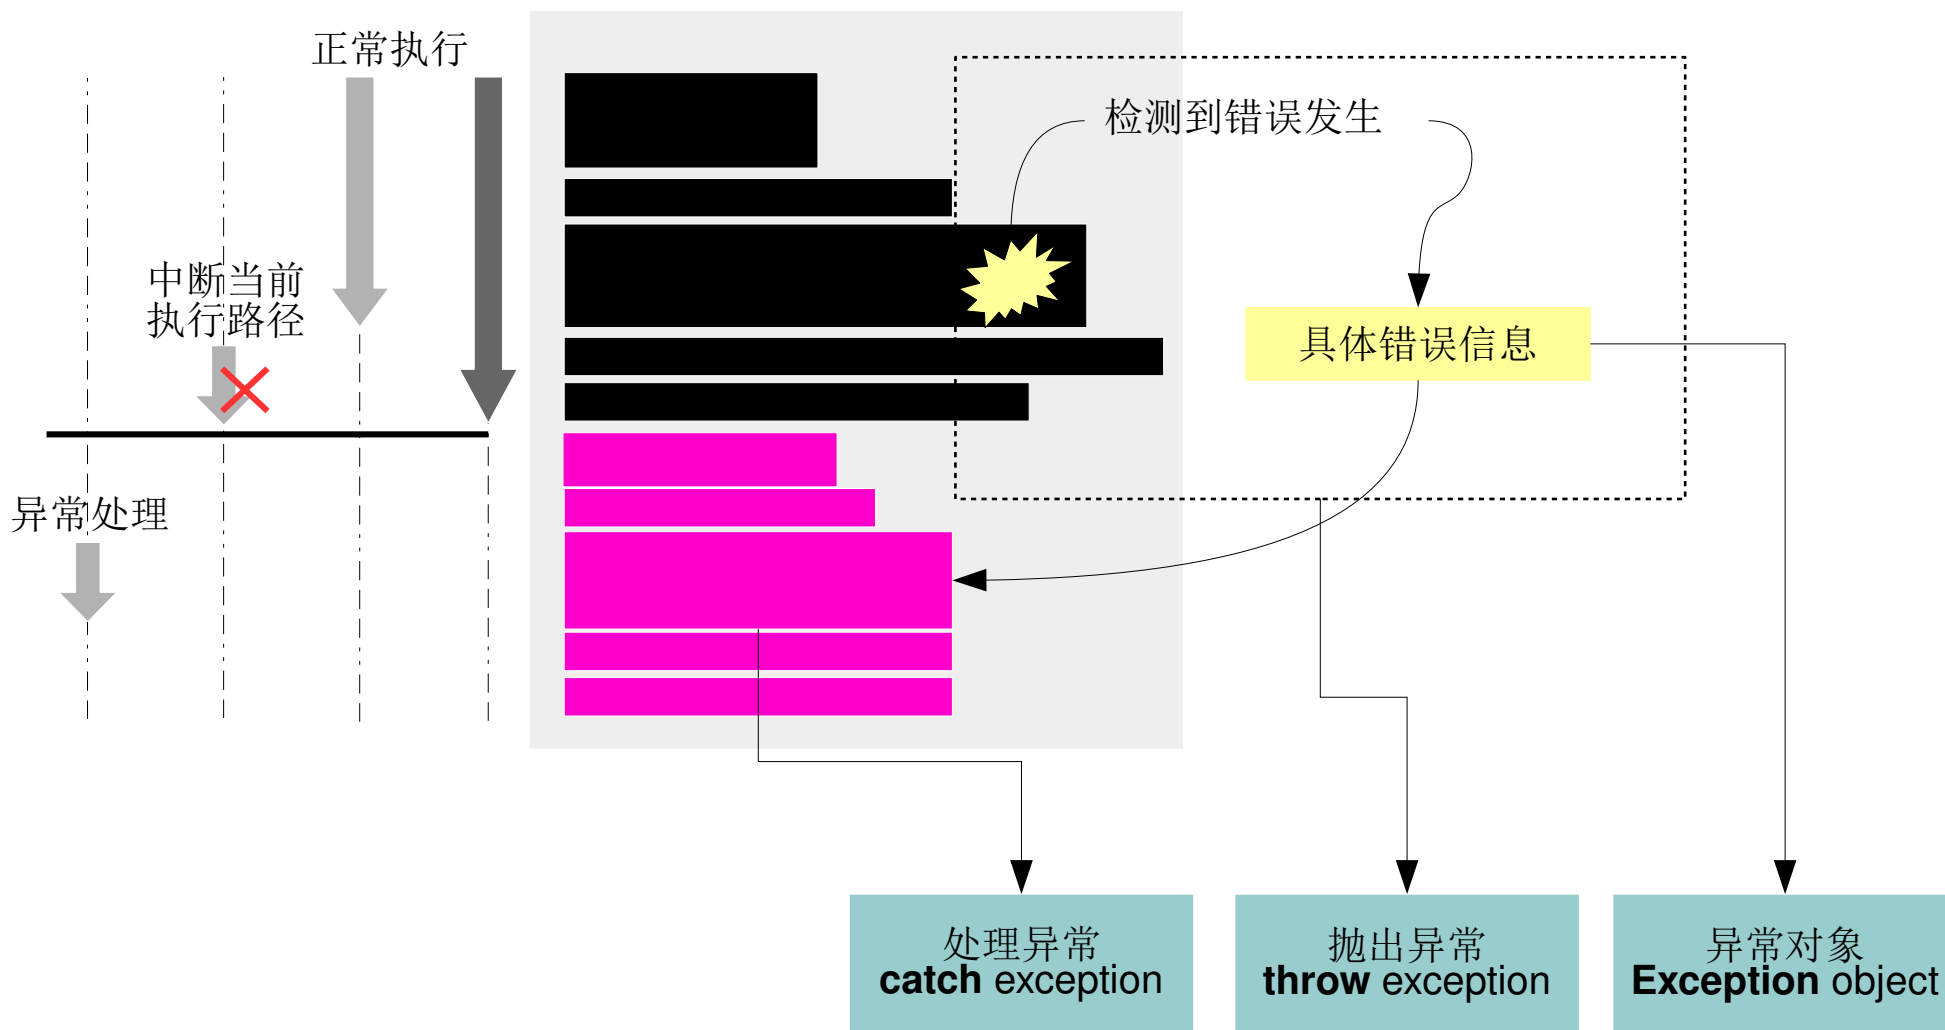 正常执行
检测到错误发生
中断当前
执行路径
具体错误信息
异常处理
处理异常
catch exception
抛出异常
throw exception
异常对象
Exception object